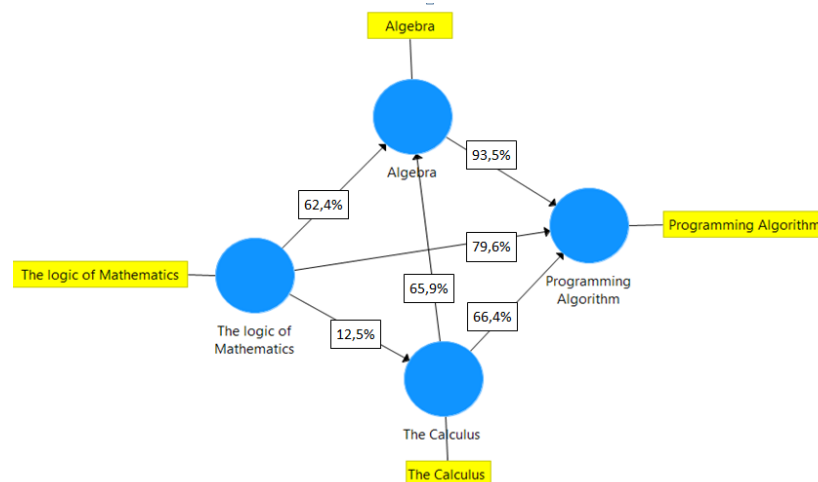 Algebra
Algebra
93,5%
62,4%
Programming Algorithm
79,6%
The logic of Mathematics
Programming
Algorithm
65,9%
66,4%
The logic of
Mathematics
12,5%
The Calculus
The Calculus